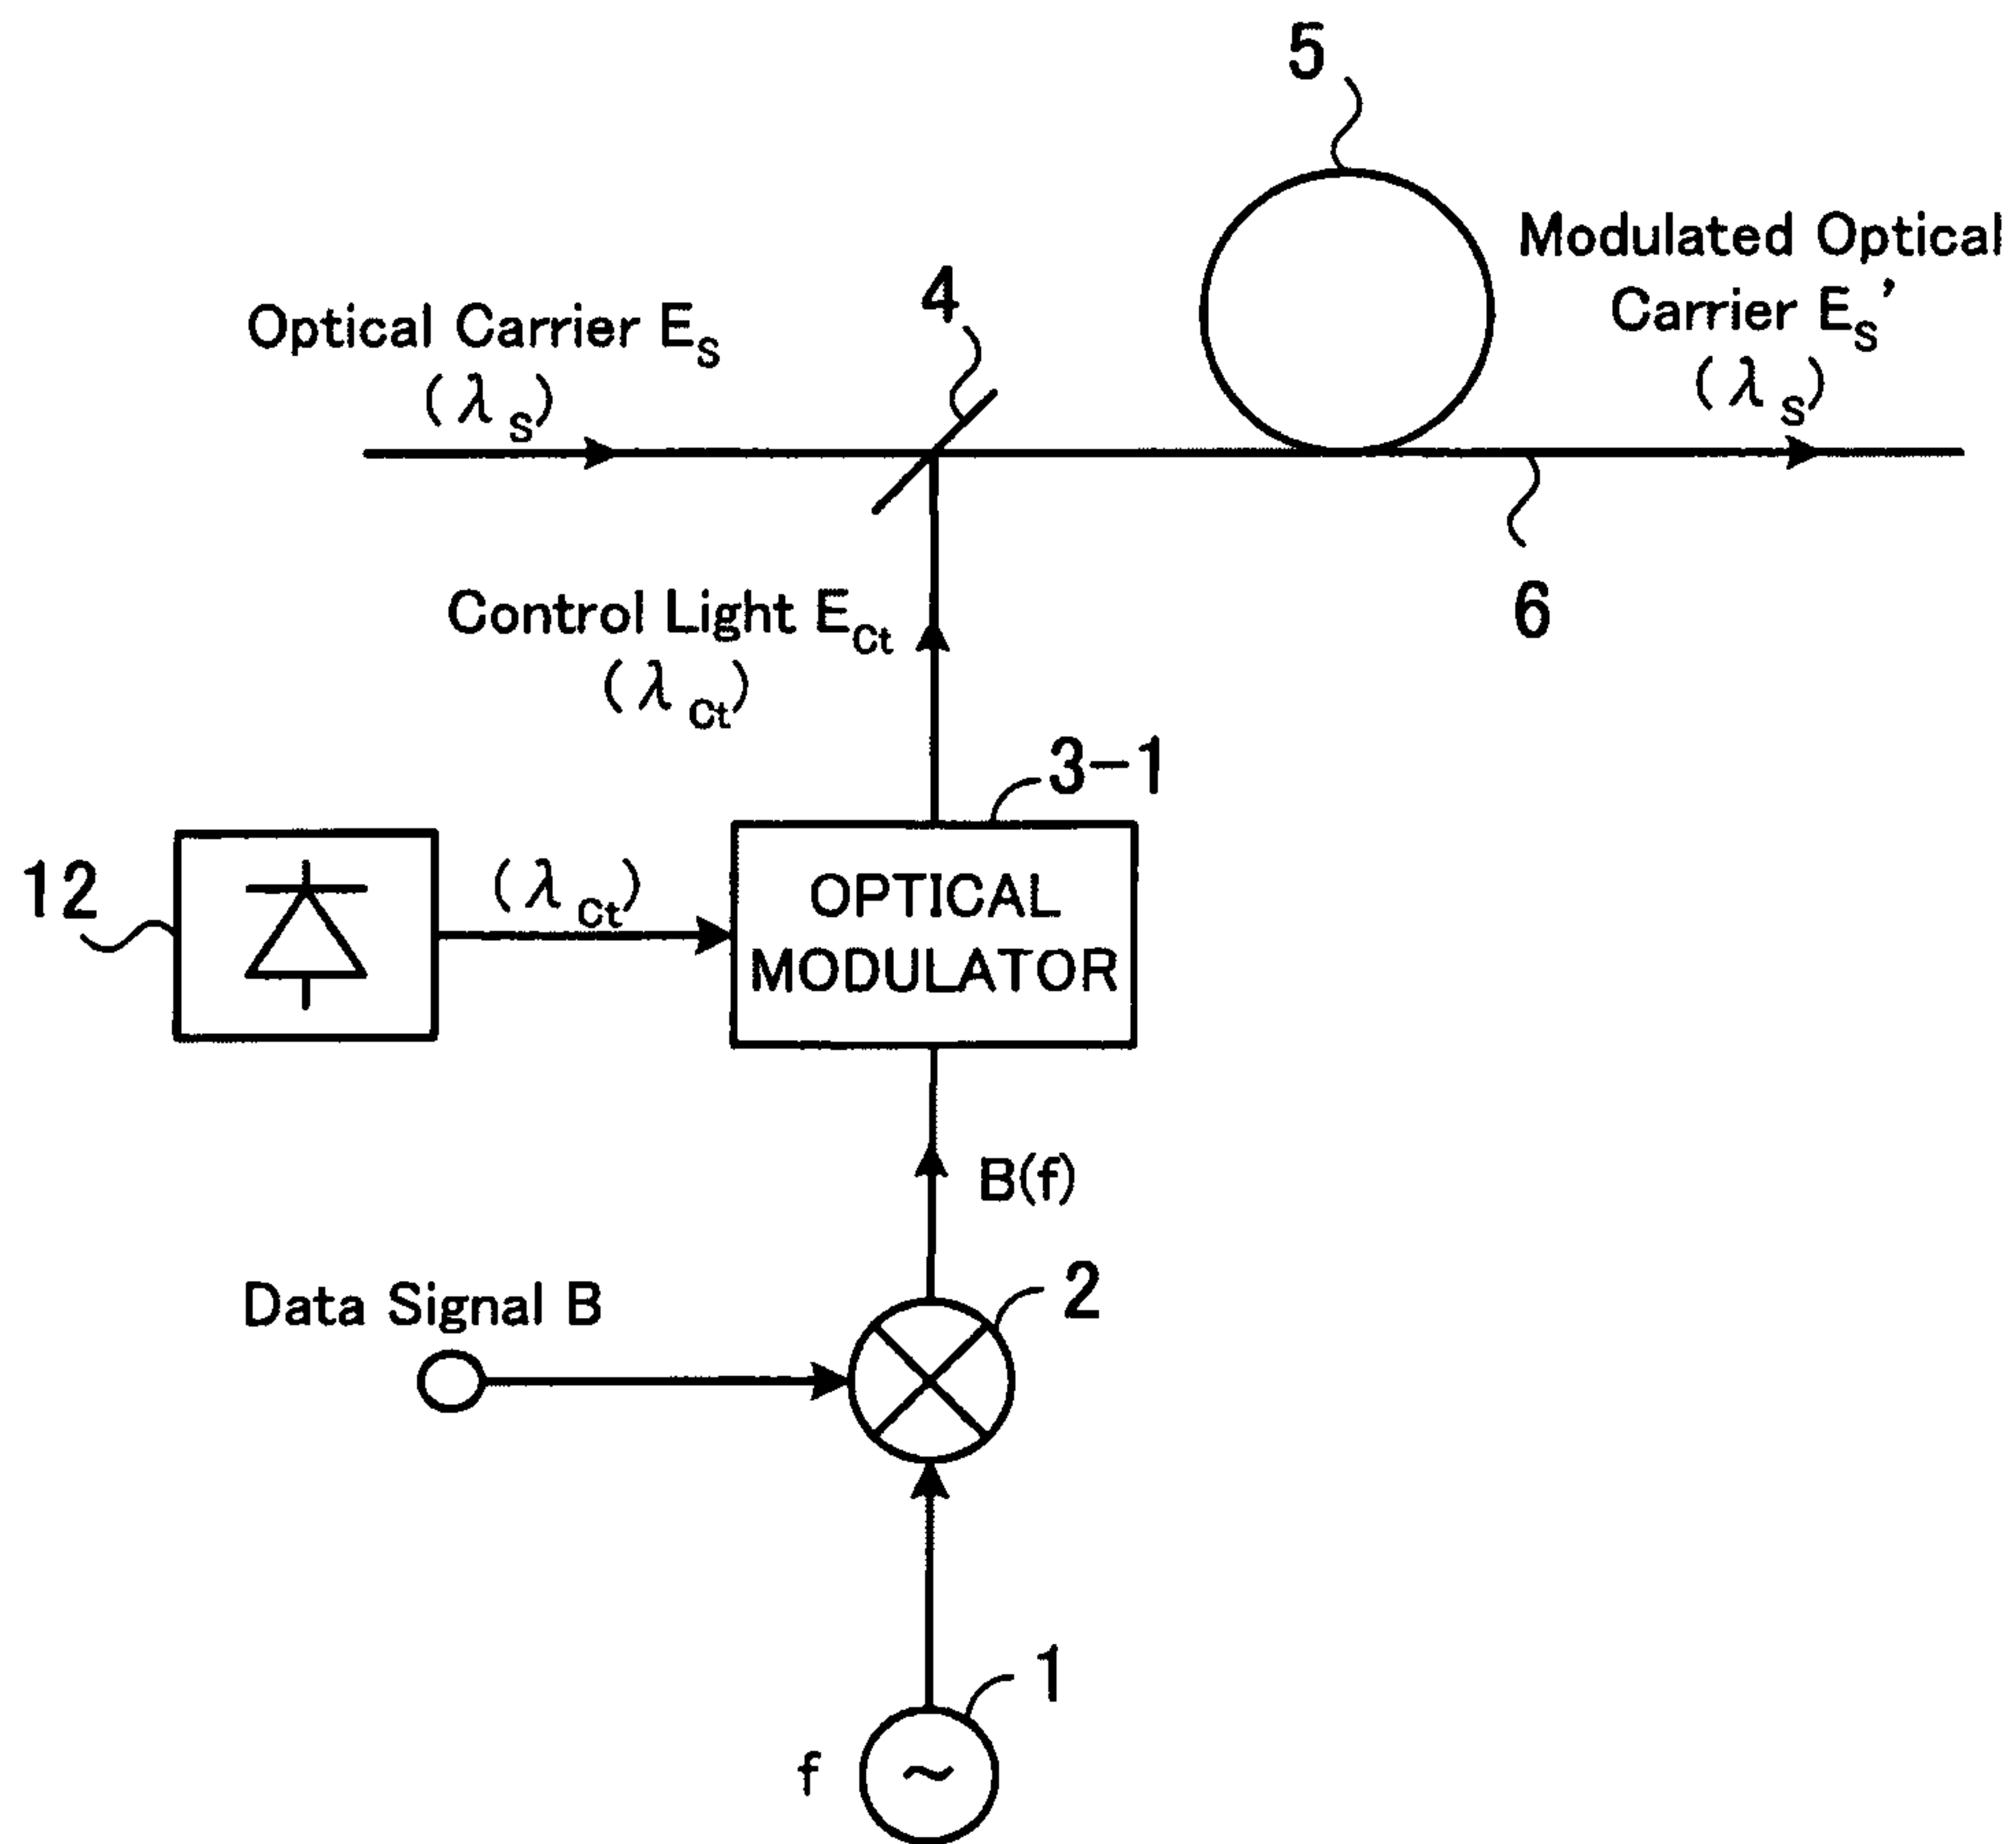 5
Modulated Optical
Carrier E_S'
(λ_S)
4
Optical Carrier E_S
(λ_S)
6
Control Light E_Ct
(λ_Ct)
3-1
12
(λ_Ct)
OPTICAL
MODULATOR
B(f)
Data Signal B
2
1
f
~